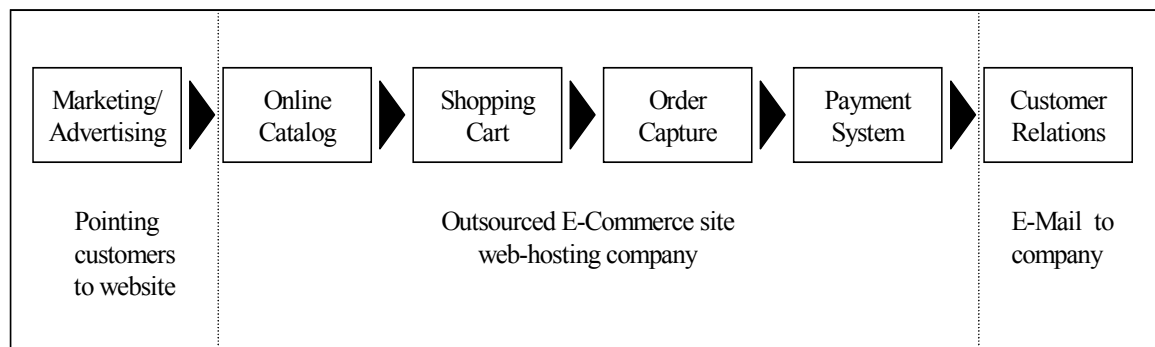 Marketing/
Advertising
Online
Catalog
Shopping
Cart
Order
Capture
Payment
System
Customer
Relations
Pointing
customers
to website
Outsourced E-Commerce site
web-hosting company
E-Mail to
company